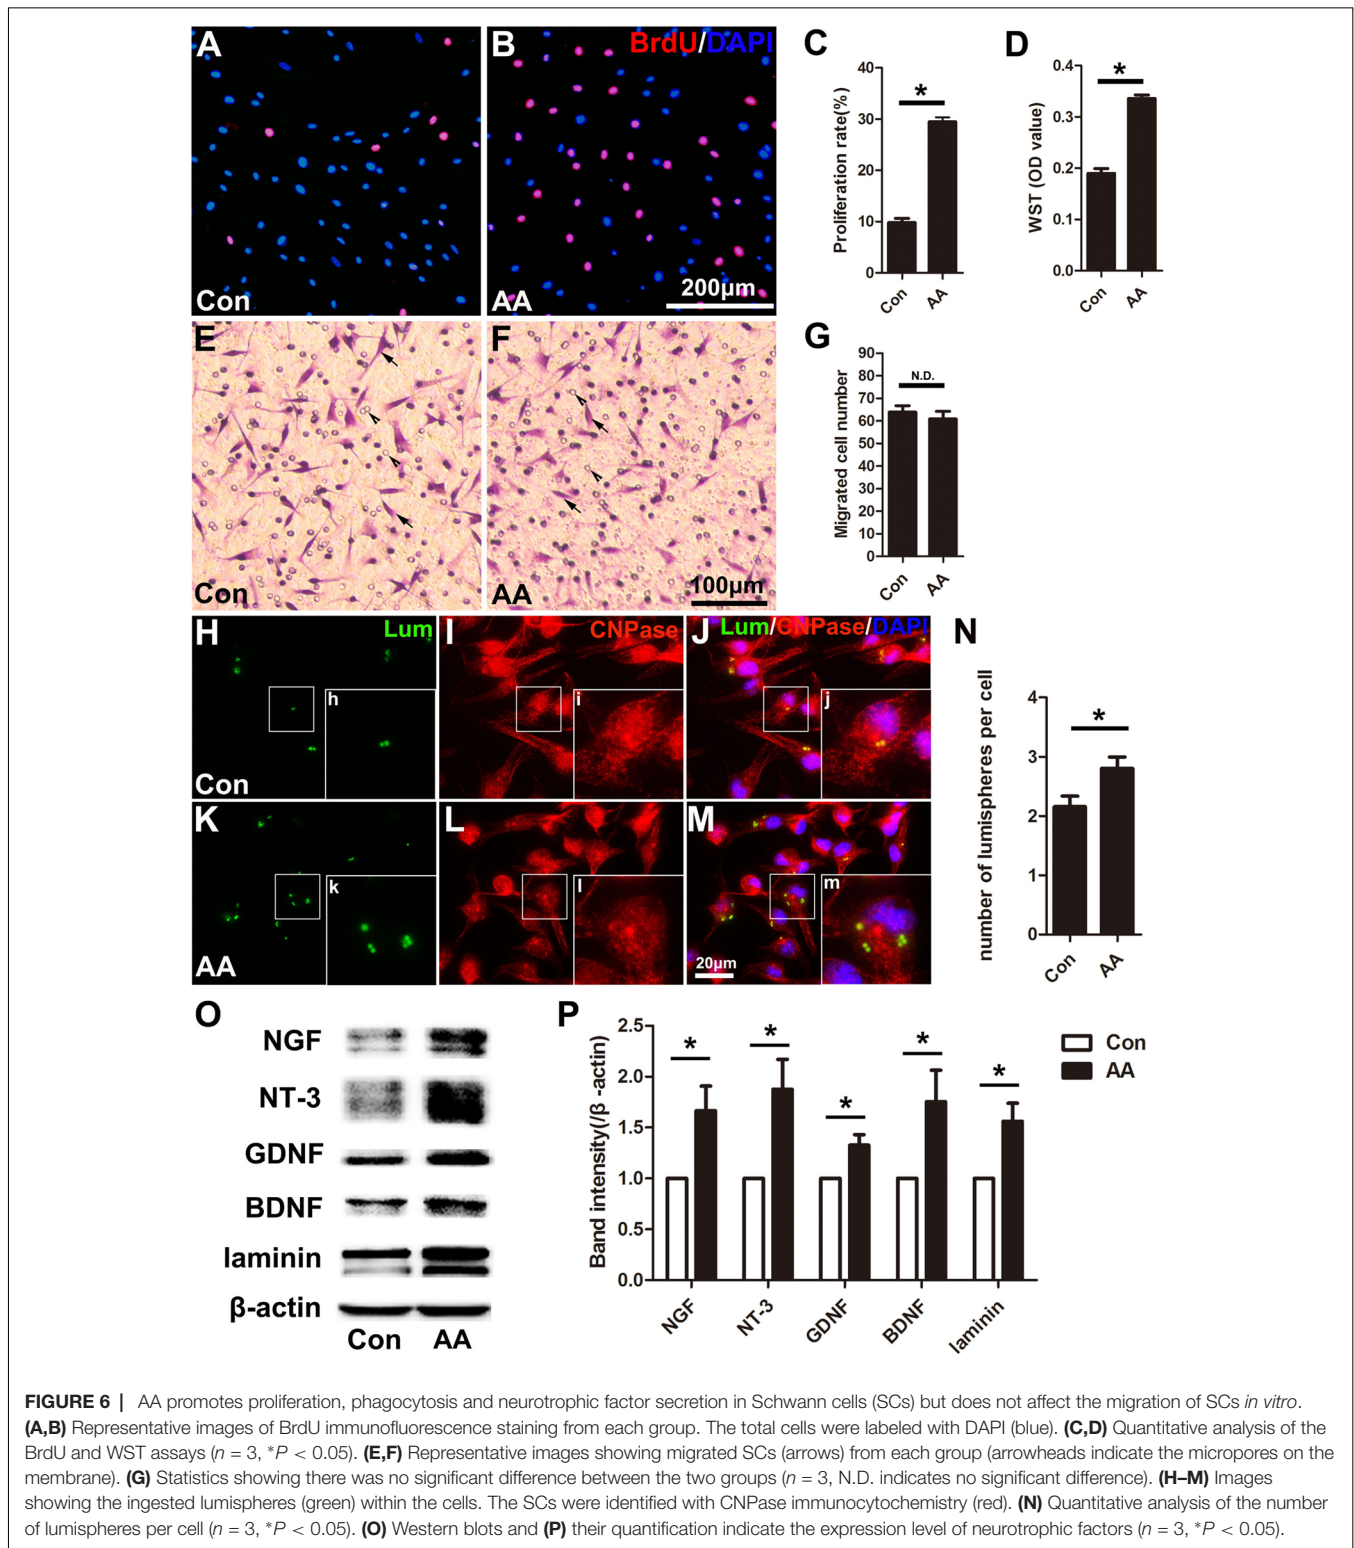 A
B
BrdU/DAPI
Con
AA
200μm
C
Proliferation rate(%)
40
30
20
10
0
*
Con
AA
D
WST (OD value)
0.4
0.3
0.2
0.1
0.0
*
Con
AA
E
F
Con
AA
100μm
G
Migrated cell number
90
80
70
60
50
40
30
20
10
0
N.D.
Con
AA
H
Lum
h
Con
I
CNPase
i
J
Lum/CNPase/DAPI
j
K
k
AA
L
l
M
m
20μm
N
number of lumispheres per cell
4
3
2
1
0
*
Con
AA
O
NGF
NT-3
GDNF
BDNF
laminin
β-actin
Con
AA
P
Band intensity(/β -actin)
2.5
2.0
1.5
1.0
0.5
0.0
*
*
*
*
*
NGF
NT-3
GDNF
BDNF
laminin
Con
AA
FIGURE 6 | AA promotes proliferation, phagocytosis and neurotrophic factor secretion in Schwann cells (SCs) but does not affect the migration of SCs in vitro.
(A,B) Representative images of BrdU immunofluorescence staining from each group. The total cells were labeled with DAPI (blue). (C,D) Quantitative analysis of the
BrdU and WST assays (n = 3, *P < 0.05). (E,F) Representative images showing migrated SCs (arrows) from each group (arrowheads indicate the micropores on the
membrane). (G) Statistics showing there was no significant difference between the two groups (n = 3, N.D. indicates no significant difference). (H–M) Images
showing the ingested lumispheres (green) within the cells. The SCs were identified with CNPase immunocytochemistry (red). (N) Quantitative analysis of the number
of lumispheres per cell (n = 3, *P < 0.05). (O) Western blots and (P) their quantification indicate the expression level of neurotrophic factors (n = 3, *P < 0.05).